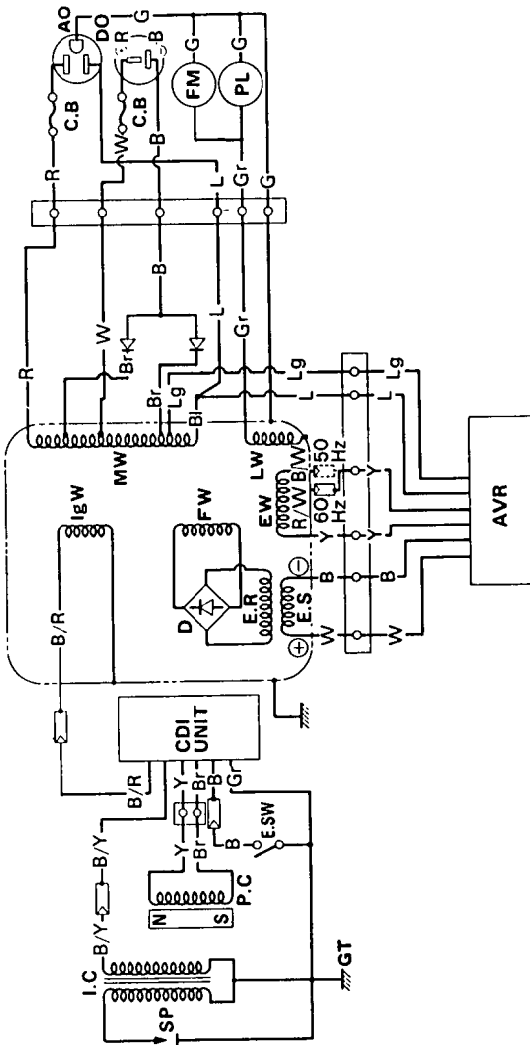 I.C
B/Y
B/Y
SP
GT
N
S
P.C
Y
Br
Y
Br
B
E.SW
B/R
B
Gr
CDI
UNIT
B/R
IgW
MW
D
FW
E.R
E.S
EW
LW
R/W
B/W
60
Hz
50
Hz
W
B
Y
Y
L
Lg
W
B
Y
Y
L
Lg
AVR
R
Br
W
Br
Lg
Bl
B
L
Gr
Gr
G
R
C.B
W
C.B
B
L
AO
DO
R
B
G
FM
G
PL
G